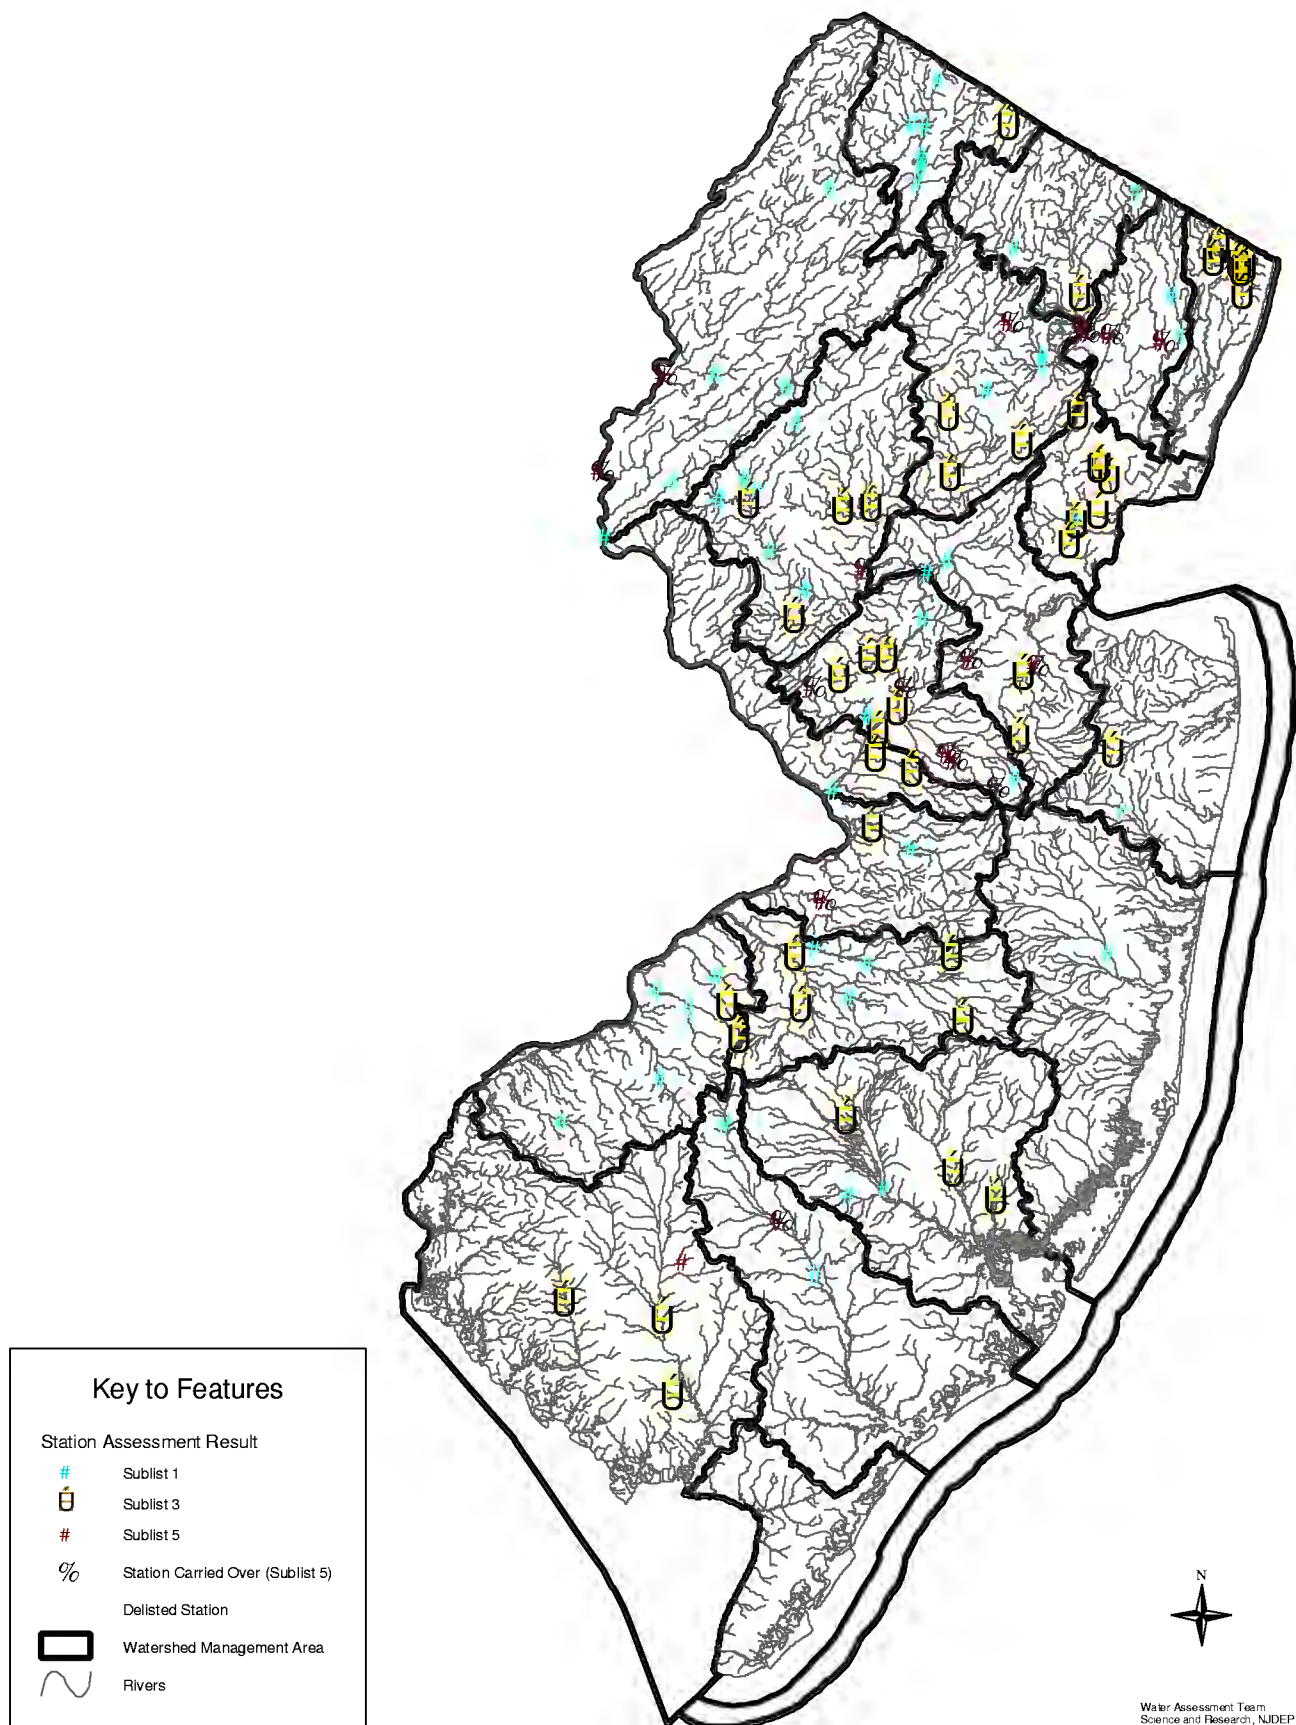 Key to Features
Station Assessment Result
# Sublist 1
Sublist 3
# Sublist 5
% Station Carried Over (Sublist 5)
Delisted Station
Watershed Management Area
Rivers
N
Water Assessment Team
Science and Research, NJDEP